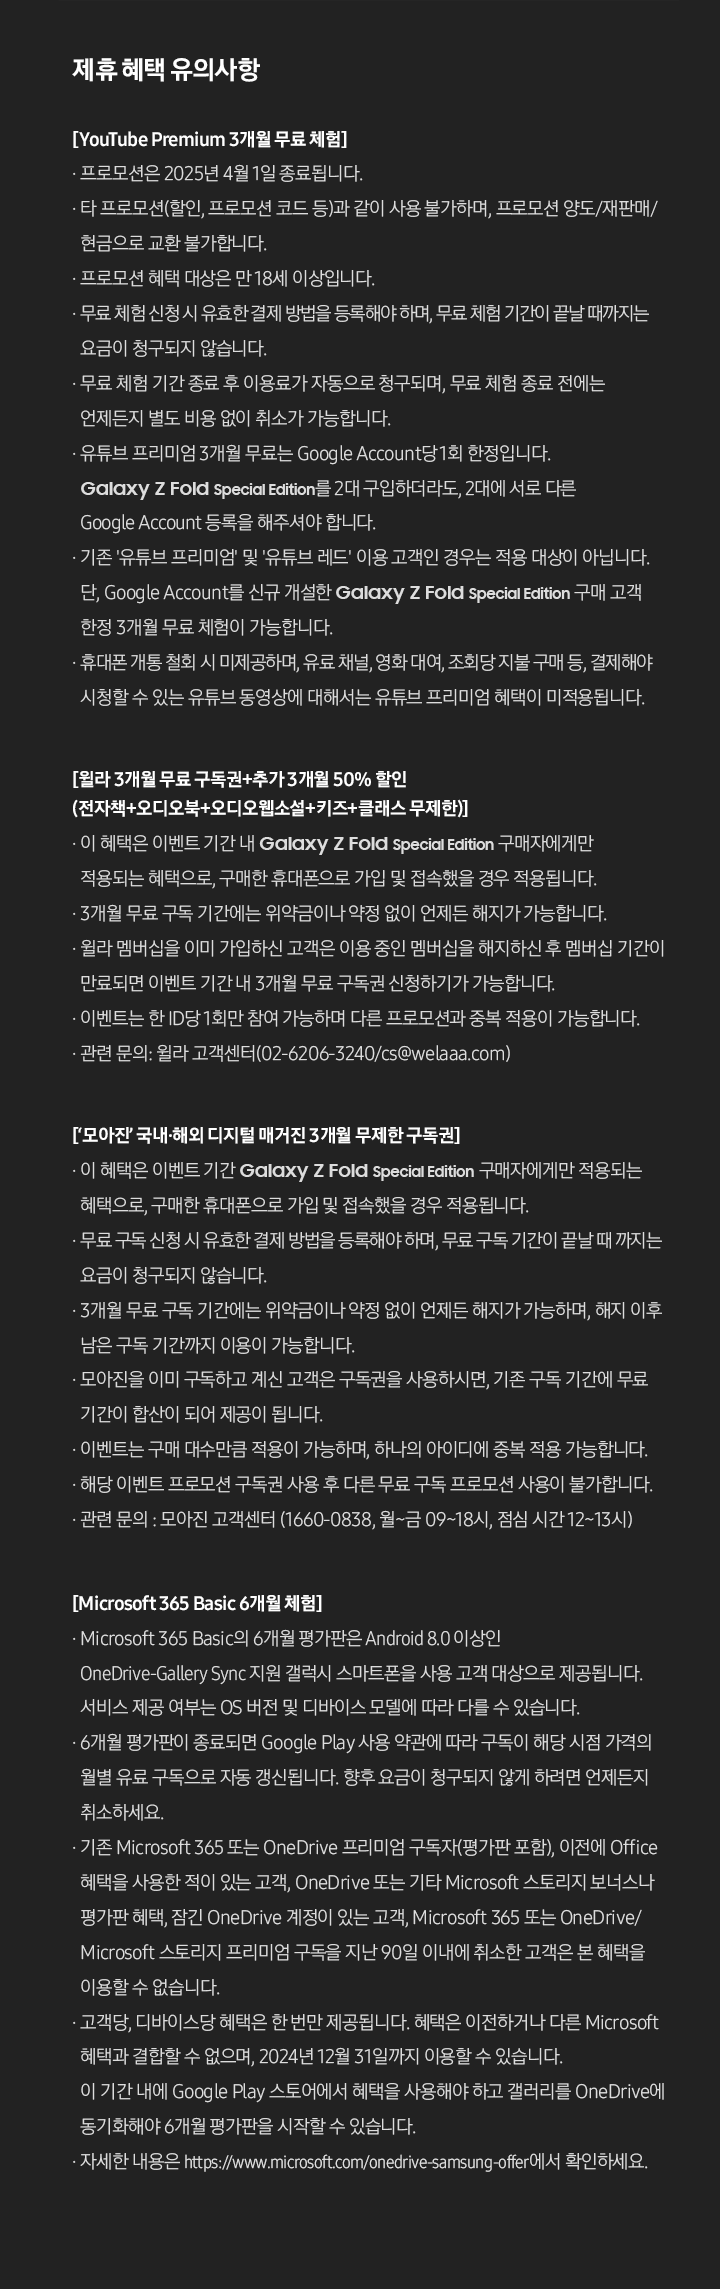 제휴 혜택 유의사항
[YouTube Premium 3개월 무료 체험]
· 프로모션은 2025년 4월 1일 종료됩니다.
· 타 프로모션(할인, 프로모션 코드 등)과 같이 사용 불가하며, 프로모션 양도/재판매/
현금으로 교환 불가합니다.
· 프로모션 혜택 대상은 만 18세 이상입니다.
· 무료 체험 신청 시 유효한 결제 방법을 등록해야 하며, 무료 체험 기간이 끝날 때까지는
요금이 청구되지 않습니다.
· 무료 체험 기간 종료 후 이용료가 자동으로 청구되며, 무료 체험 종료 전에는
언제든지 별도 비용 없이 취소가 가능합니다.
· 유튜브 프리미엄 3개월 무료는 Google Account당 1회 한정입니다.
Galaxy Z Fold Special Edition를 2대 구입하더라도, 2대에 서로 다른
Google Account 등록을 해주셔야 합니다.
· 기존 '유튜브 프리미엄' 및 '유튜브 레드' 이용 고객인 경우는 적용 대상이 아닙니다.
단, Google Account를 신규 개설한 Galaxy Z Fold Special Edition 구매 고객
한정 3개월 무료 체험이 가능합니다.
· 휴대폰 개통 철회 시 미제공하며, 유료 채널, 영화 대여, 조회당 지불 구매 등, 결제해야
시청할 수 있는 유튜브 동영상에 대해서는 유튜브 프리미엄 혜택이 미적용됩니다.
[윌라 3개월 무료 구독권+추가 3개월 50% 할인
(전자책+오디오북+오디오웹소설+키즈+클래스 무제한)]
· 이 혜택은 이벤트 기간 내 Galaxy Z Fold Special Edition 구매자에게만
적용되는 혜택으로, 구매한 휴대폰으로 가입 및 접속했을 경우 적용됩니다.
· 3개월 무료 구독 기간에는 위약금이나 약정 없이 언제든 해지가 가능합니다.
· 윌라 멤버십을 이미 가입하신 고객은 이용 중인 멤버십을 해지하신 후 멤버십 기간이
만료되면 이벤트 기간 내 3개월 무료 구독권 신청하기가 가능합니다.
· 이벤트는 한 ID당 1회만 참여 가능하며 다른 프로모션과 중복 적용이 가능합니다.
· 관련 문의: 윌라 고객센터(02-6206-3240/cs@welaaa.com)
['모아진' 국내·해외 디지털 매거진 3개월 무제한 구독권]
· 이 혜택은 이벤트 기간 Galaxy Z Fold Special Edition 구매자에게만 적용되는
혜택으로, 구매한 휴대폰으로 가입 및 접속했을 경우 적용됩니다.
· 무료 구독 신청 시 유효한 결제 방법을 등록해야 하며, 무료 구독 기간이 끝날 때 까지는
요금이 청구되지 않습니다.
· 3개월 무료 구독 기간에는 위약금이나 약정 없이 언제든 해지가 가능하며, 해지 이후
남은 구독 기간까지 이용이 가능합니다.
· 모아진을 이미 구독하고 계신 고객은 구독권을 사용하시면, 기존 구독 기간에 무료
기간이 합산이 되어 제공이 됩니다.
· 이벤트는 구매 대수만큼 적용이 가능하며, 하나의 아이디에 중복 적용 가능합니다.
· 해당 이벤트 프로모션 구독권 사용 후 다른 무료 구독 프로모션 사용이 불가합니다.
· 관련 문의 : 모아진 고객센터 (1660-0838, 월~금 09~18시, 점심 시간 12~13시)
[Microsoft 365 Basic 6개월 체험]
· Microsoft 365 Basic의 6개월 평가판은 Android 8.0 이상인
OneDrive-Gallery Sync 지원 갤럭시 스마트폰을 사용 고객 대상으로 제공됩니다.
서비스 제공 여부는 OS 버전 및 디바이스 모델에 따라 다를 수 있습니다.
· 6개월 평가판이 종료되면 Google Play 사용 약관에 따라 구독이 해당 시점 가격의
월별 유료 구독으로 자동 갱신됩니다. 향후 요금이 청구되지 않게 하려면 언제든지
취소하세요.
· 기존 Microsoft 365 또는 OneDrive 프리미엄 구독자(평가판 포함), 이전에 Office
혜택을 사용한 적이 있는 고객, OneDrive 또는 기타 Microsoft 스토리지 보너스나
평가판 혜택, 잠긴 OneDrive 계정이 있는 고객, Microsoft 365 또는 OneDrive/
Microsoft 스토리지 프리미엄 구독을 지난 90일 이내에 취소한 고객은 본 혜택을
이용할 수 없습니다.
· 고객당, 디바이스당 혜택은 한 번만 제공됩니다. 혜택은 이전하거나 다른 Microsoft
혜택과 결합할 수 없으며, 2024년 12월 31일까지 이용할 수 있습니다.
이 기간 내에 Google Play 스토어에서 혜택을 사용해야 하고 갤러리를 OneDrive에
동기화해야 6개월 평가판을 시작할 수 있습니다.
· 자세한 내용은 https://www.microsoft.com/onedrive-samsung-offer에서 확인하세요.